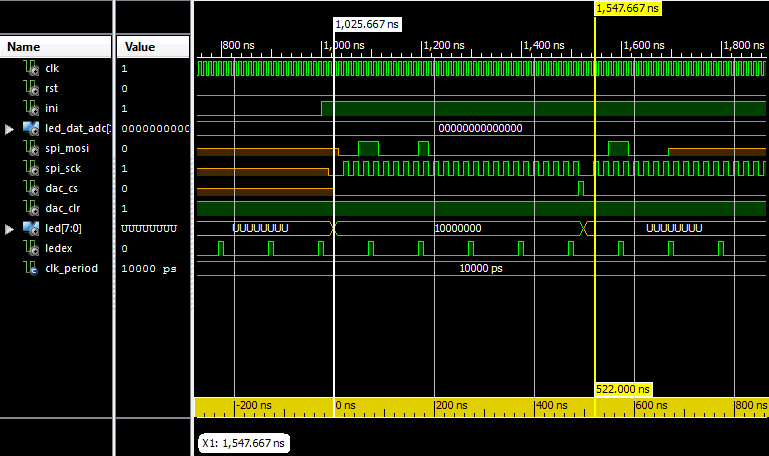 1,547.667 ns
1,025.667 ns
Name Value 800 ns 1,000 ns 1,200 ns 1,400 ns 1,600 ns 1,800 ns
clk 1
rst 0
ini 1
led_dat_adc[ 00000000000 00000000000000
spi_mosi 0
spi_sck 1
dac_cs 0
dac_clr 1
led[7:0] UUUUUUUU UUUUUUUU 10000000 UUUUUUUU
ledex 0
clk_period 10000 ps 10000 ps
522.000 ns
-200 ns 0 ns 200 ns 400 ns 600 ns 800 ns
X1: 1,547.667 ns